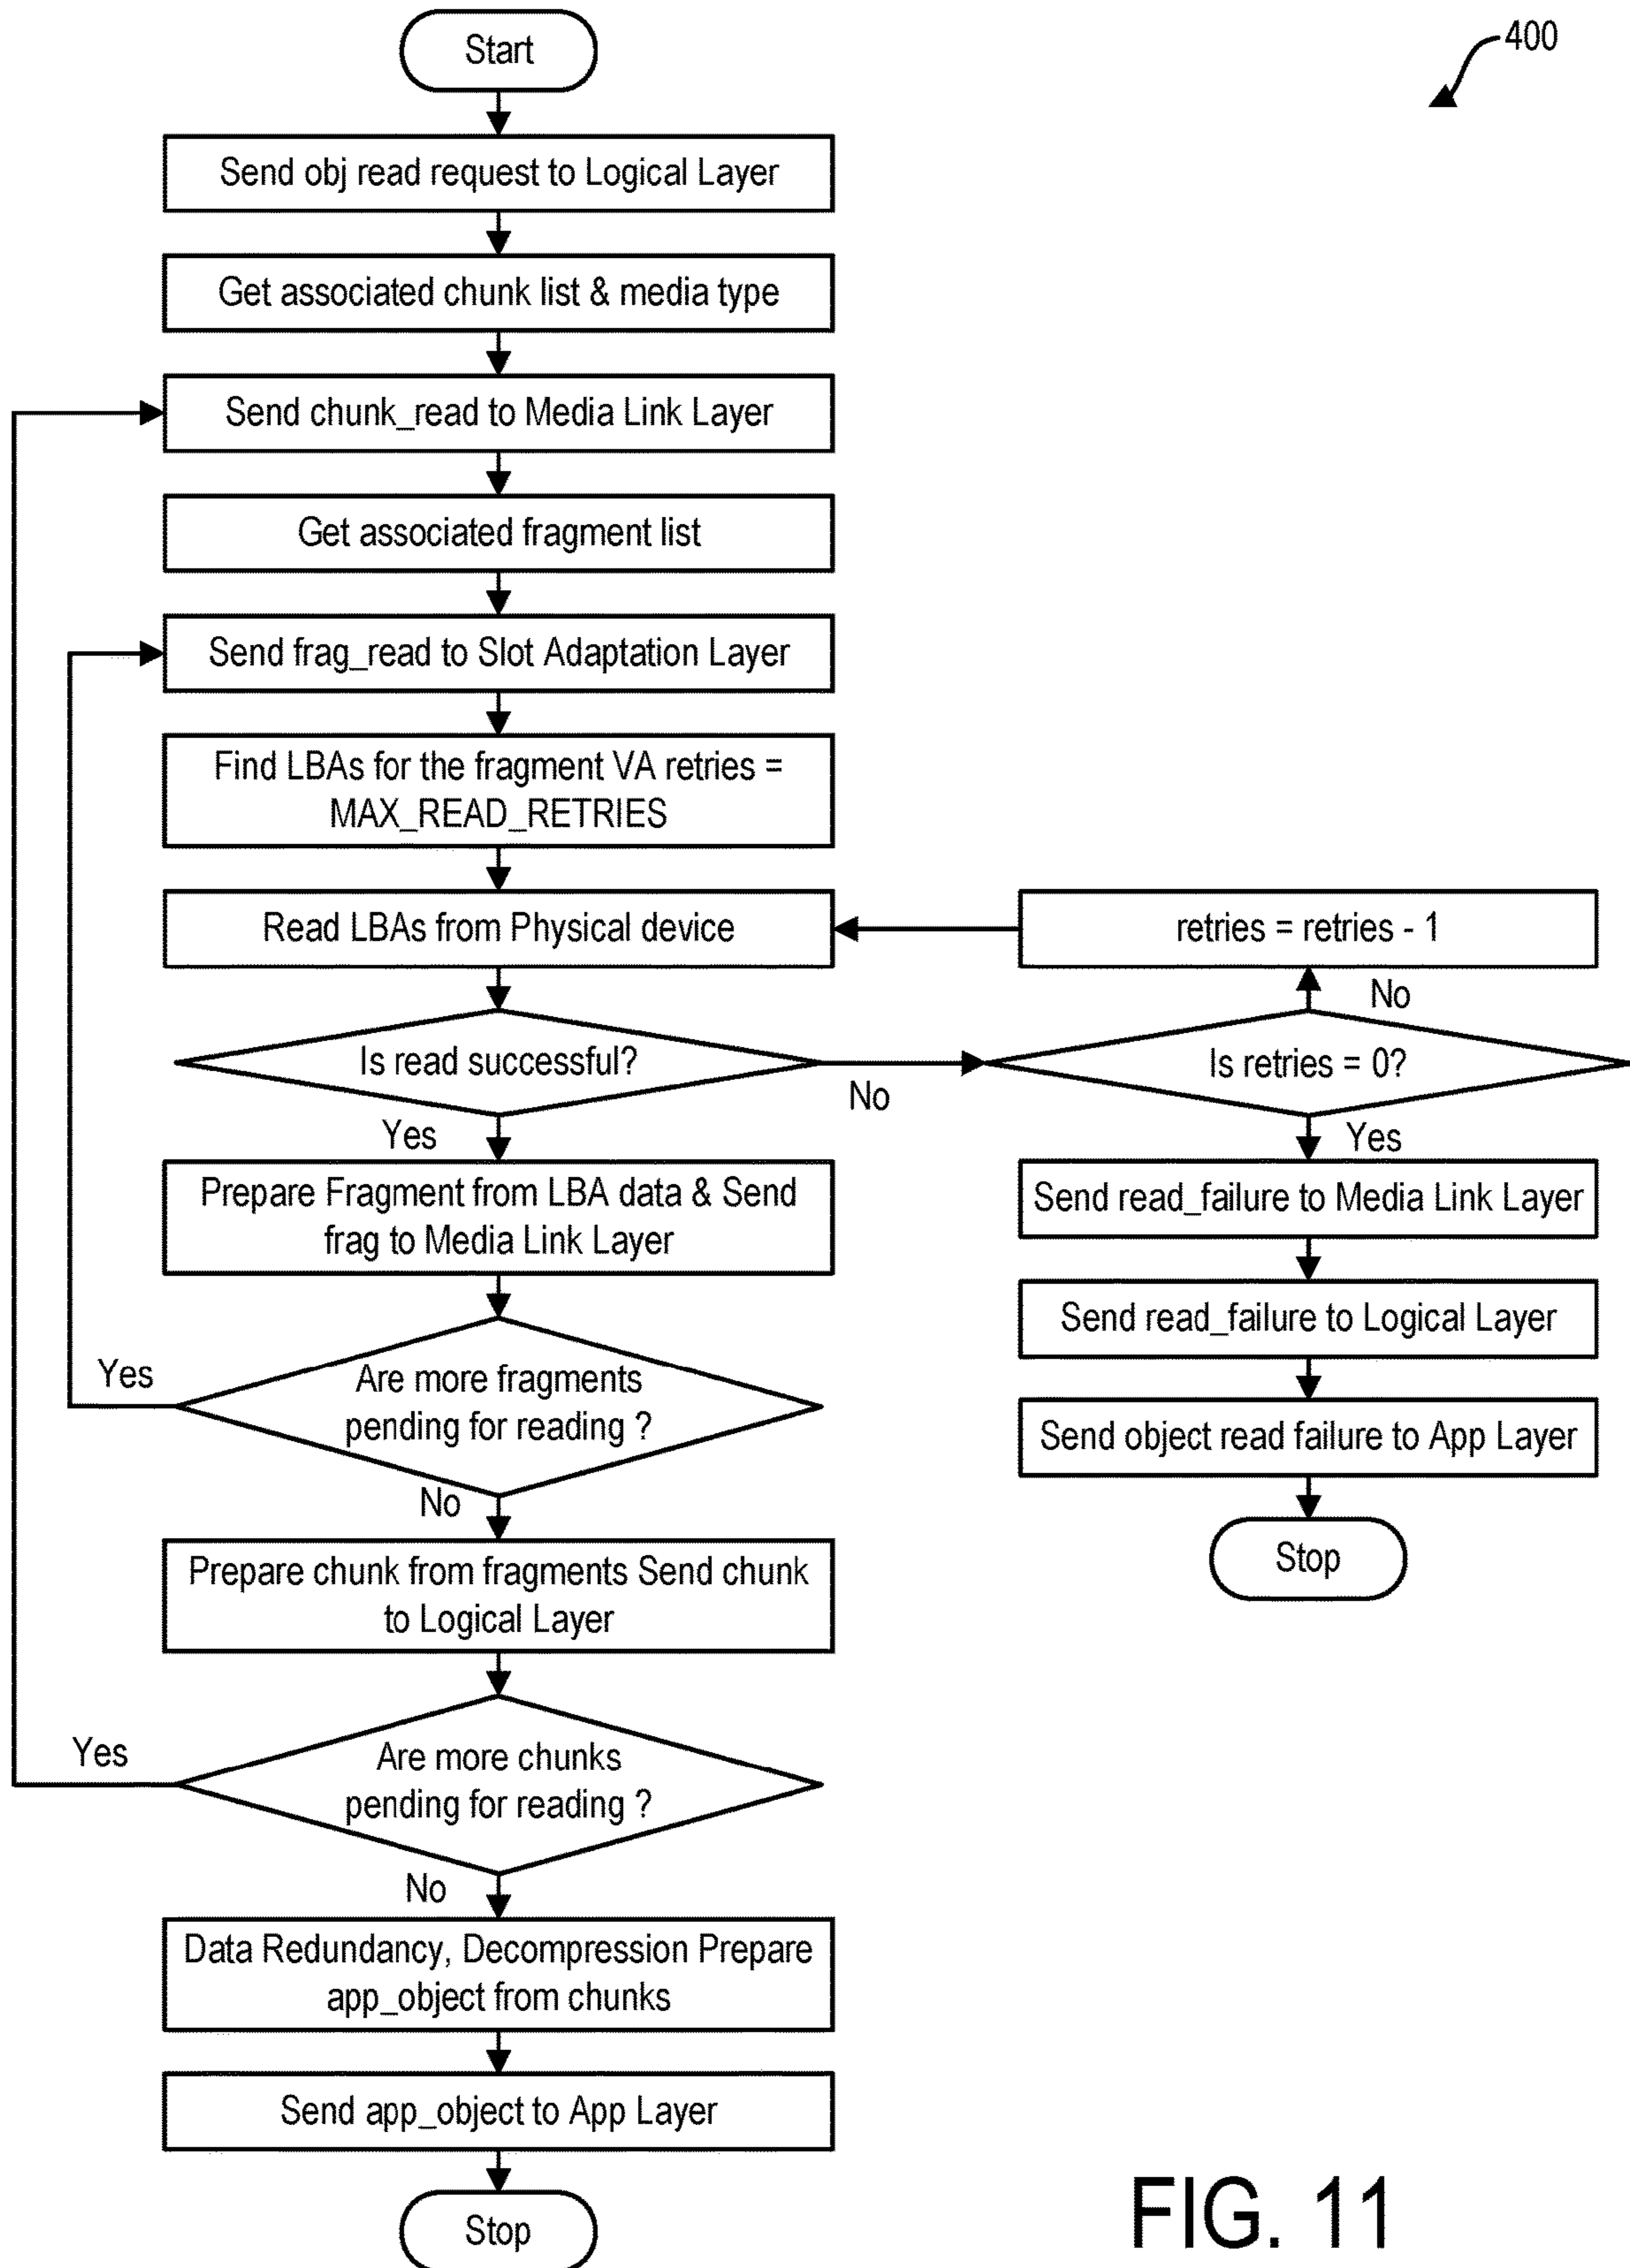 Start
400
Send obj read request to Logical Layer
Get associated chunk list & media type
Send chunk_read to Media Link Layer
Get associated fragment list
Send frag_read to Slot Adaptation Layer
Find LBAs for the fragment VA retries =
MAX_READ_RETRIES
Read LBAs from Physical device
retries = retries - 1
No
Is read successful?
Is retries = 0?
No
Yes
Yes
Prepare Fragment from LBA data & Send
frag to Media Link Layer
Send read_failure to Media Link Layer
Send read_failure to Logical Layer
Yes
Are more fragments
pending for reading ?
Send object read failure to App Layer
No
Stop
Prepare chunk from fragments Send chunk
to Logical Layer
Yes
Are more chunks
pending for reading ?
No
Data Redundancy, Decompression Prepare
app_object from chunks
Send app_object to App Layer
Stop
FIG. 11